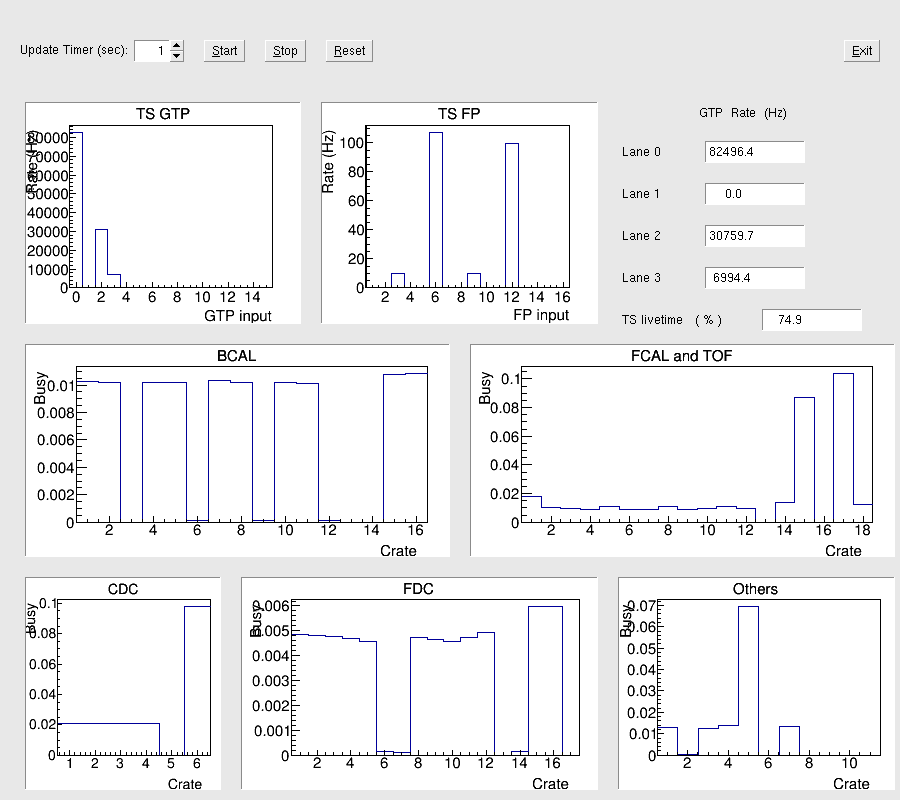 Update Timer (sec): 1 Start Stop Reset Exit
TS GTP
Rate (Hz)
80000
70000
60000
50000
40000
30000
20000
10000
0
0 2 4 6 8 10 12 14
GTP input
TS FP
Rate (Hz)
100
80
60
40
20
0
2 4 6 8 10 12 14 16
FP input
GTP Rate (Hz)
Lane 0 82496.4
Lane 1 0.0
Lane 2 30759.7
Lane 3 6994.4
TS livetime ( % ) 74.9
BCAL
Busy
0.01
0.008
0.006
0.004
0.002
0
2 4 6 8 10 12 14 16
Crate
FCAL and TOF
Busy
0.1
0.08
0.06
0.04
0.02
0
2 4 6 8 10 12 14 16 18
Crate
CDC
Busy
0.1
0.08
0.06
0.04
0.02
0
1 2 3 4 5 6
Crate
FDC
Busy
0.006
0.005
0.004
0.003
0.002
0.001
0
2 4 6 8 10 12 14 16
Crate
Others
Busy
0.07
0.06
0.05
0.04
0.03
0.02
0.01
0
2 4 6 8 10
Crate